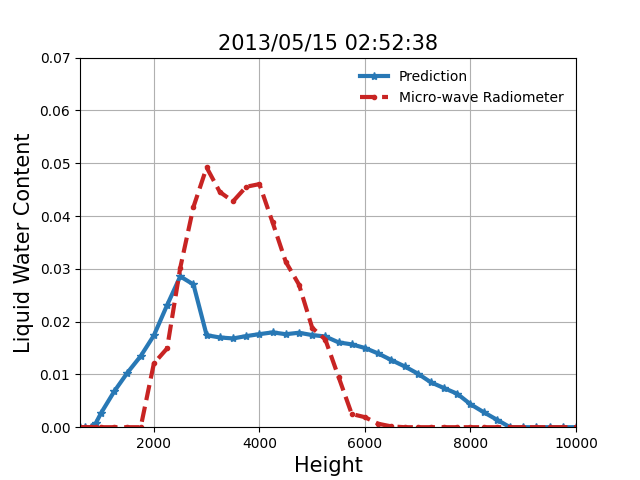 2013/05/15 02:52:38
Prediction
Micro-wave Radiometer
0.07
0.06
0.05
0.04
0.03
0.02
0.01
0.00
Liquid Water Content
2000 4000 6000 8000 10000
Height